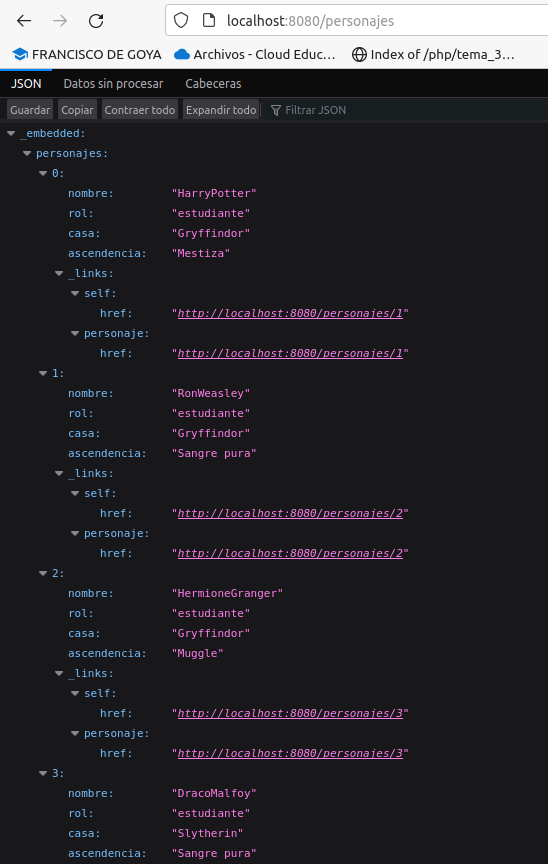 localhost:8080/personajes
FRANCISCO DE GOYA Archivos - Cloud Educ... Index of /php/tema_3...
JSON Datos sin procesar Cabeceras
Guardar Copiar Contraer todo Expandir todo Filtrar JSON
_embedded:
personajes:
0:
nombre: "HarryPotter"
rol: "estudiante"
casa: "Gryffindor"
ascendencia: "Mestiza"
_links:
self:
href: "http://localhost:8080/personajes/1"
personaje:
href: "http://localhost:8080/personajes/1"
1:
nombre: "RonWeasley"
rol: "estudiante"
casa: "Gryffindor"
ascendencia: "Sangre pura"
_links:
self:
href: "http://localhost:8080/personajes/2"
personaje:
href: "http://localhost:8080/personajes/2"
2:
nombre: "HermioneGranger"
rol: "estudiante"
casa: "Gryffindor"
ascendencia: "Muggle"
_links:
self:
href: "http://localhost:8080/personajes/3"
personaje:
href: "http://localhost:8080/personajes/3"
3:
nombre: "DracoMalfoy"
rol: "estudiante"
casa: "Slytherin"
ascendencia: "Sangre pura"